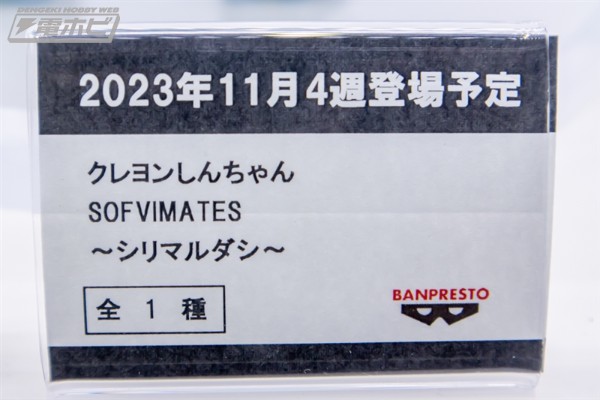 DENGEKI HOBBY WEB
電ホビ
2023年11月4週登場予定
クレヨンしんちゃん
SOFVIMATES
～シリマルダシ～
全 1 種
BANPRESTO